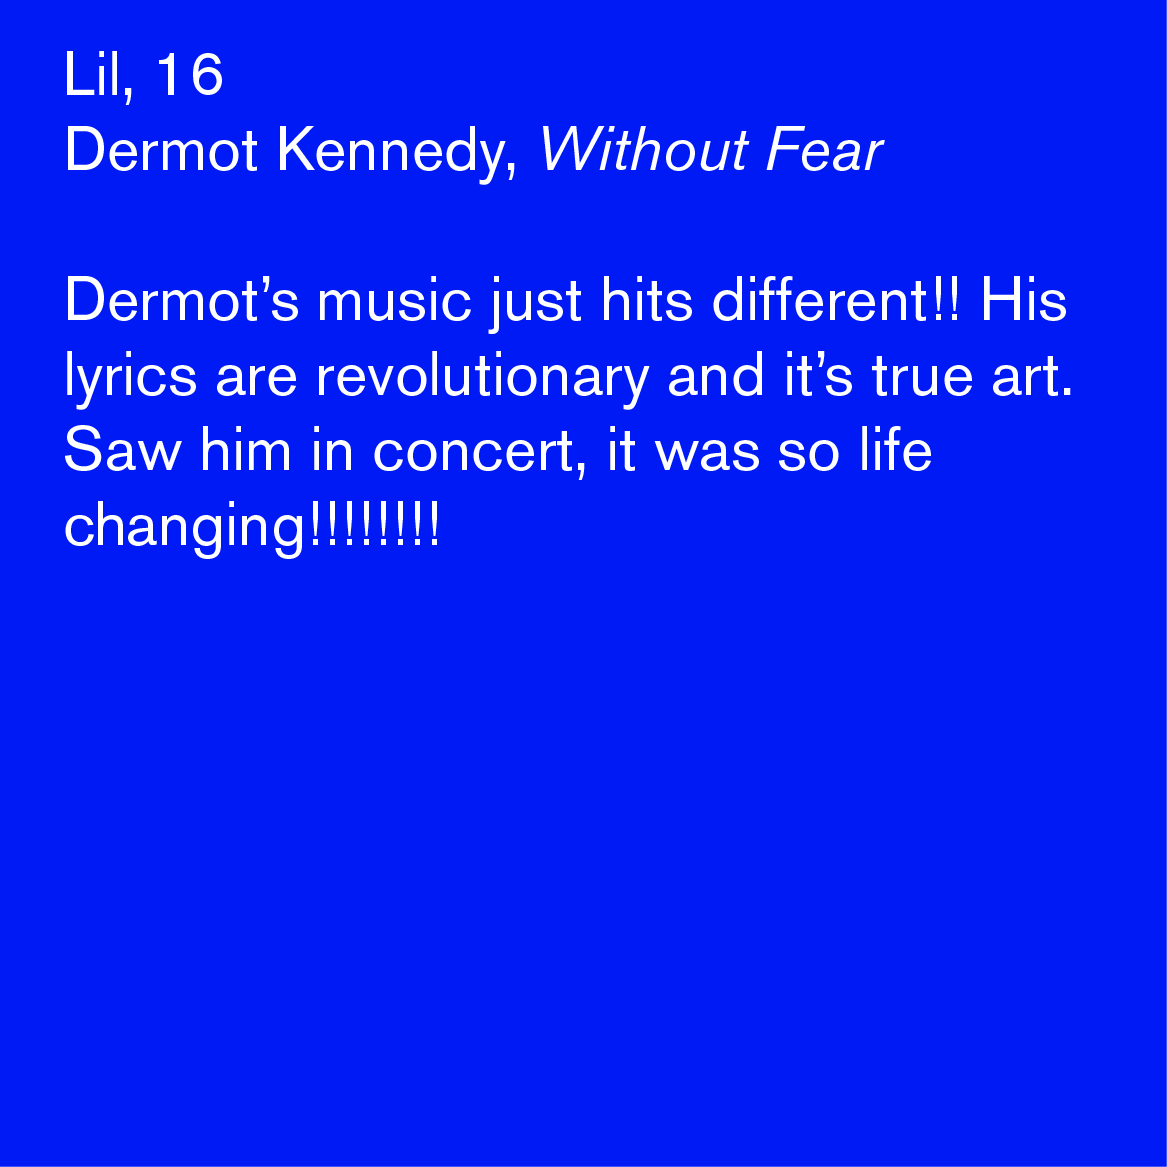 Lil, 16
Dermot Kennedy, Without Fear
Dermot’s music just hits different!! His
lyrics are revolutionary and it’s true art.
Saw him in concert, it was so life
changing!!!!!!!!